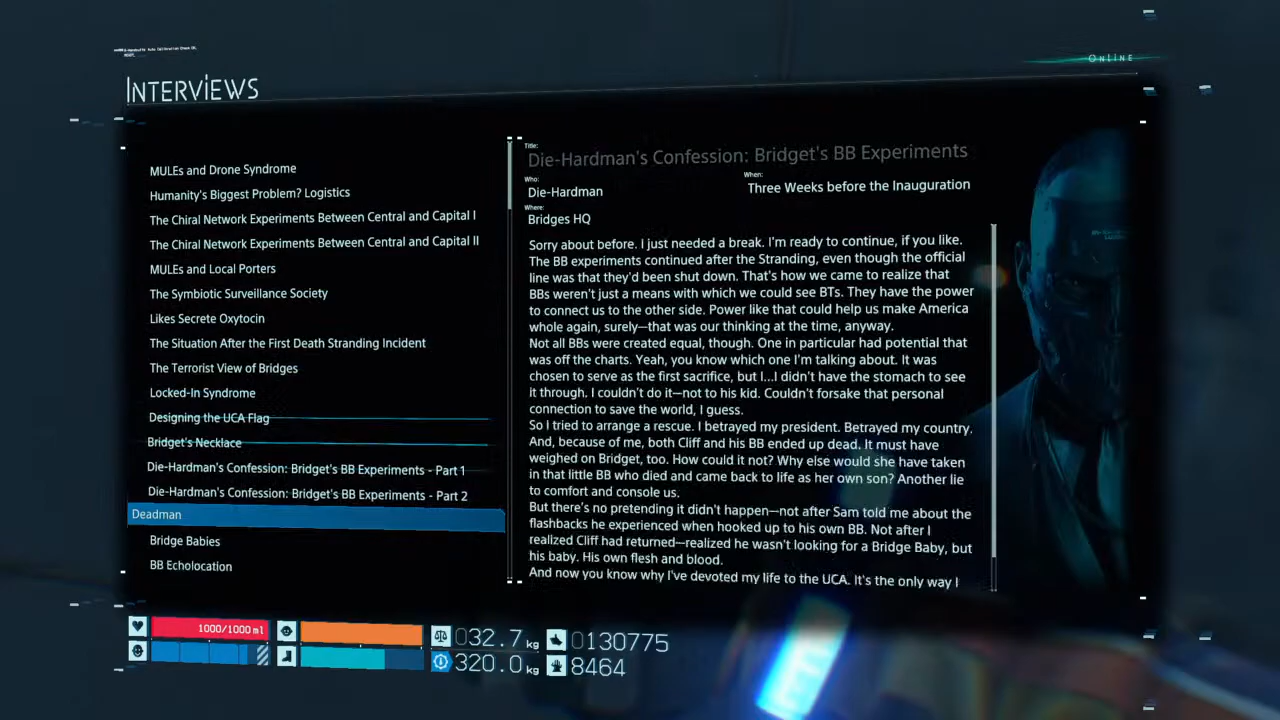 INTERVIEWS
ONLINE
MULEs and Drone Syndrome
Humanity's Biggest Problem? Logistics
The Chiral Network Experiments Between Central and Capital I
The Chiral Network Experiments Between Central and Capital II
MULEs and Local Porters
The Symbiotic Surveillance Society
Likes Secrete Oxytocin
The Situation After the First Death Stranding Incident
The Terrorist View of Bridges
Locked-In Syndrome
Designing the UCA Flag
Bridget's Necklace
Die-Hardman's Confession: Bridget's BB Experiments - Part 1
Die-Hardman's Confession: Bridget's BB Experiments - Part 2
Deadman
Bridge Babies
BB Echolocation
Title:
Die-Hardman's Confession: Bridget's BB Experiments
Who:
Die-Hardman
When:
Three Weeks before the Inauguration
Where:
Bridges HQ
Sorry about before. I just needed a break. I'm ready to continue, if you like.
The BB experiments continued after the Stranding, even though the official
line was that they'd been shut down. That's how we came to realize that
BBs weren't just a means with which we could see BTs. They have the power
to connect us to the other side. Power like that could help us make America
whole again, surely—that was our thinking at the time, anyway.
Not all BBs were created equal, though. One in particular had potential that
was off the charts. Yeah, you know which one I'm talking about. It was
chosen to serve as the first sacrifice, but I...I didn't have the stomach to see
it through. I couldn't do it—not to his kid. Couldn't forsake that personal
connection to save the world, I guess.
So I tried to arrange a rescue. I betrayed my president. Betrayed my country.
And, because of me, both Cliff and his BB ended up dead. It must have
weighed on Bridget, too. How could it not? Why else would she have taken
in that little BB who died and came back to life as her own son? Another lie
to comfort and console us.
But there's no pretending it didn't happen—not after Sam told me about the
flashbacks he experienced when hooked up to his own BB. Not after I
realized Cliff had returned—realized he wasn't looking for a Bridge Baby, but
his baby. His own flesh and blood.
And now you know why I've devoted my life to the UCA. It's the only way I
1000/1000 ml
032.7 kg
0130775
320.0 kg
8464